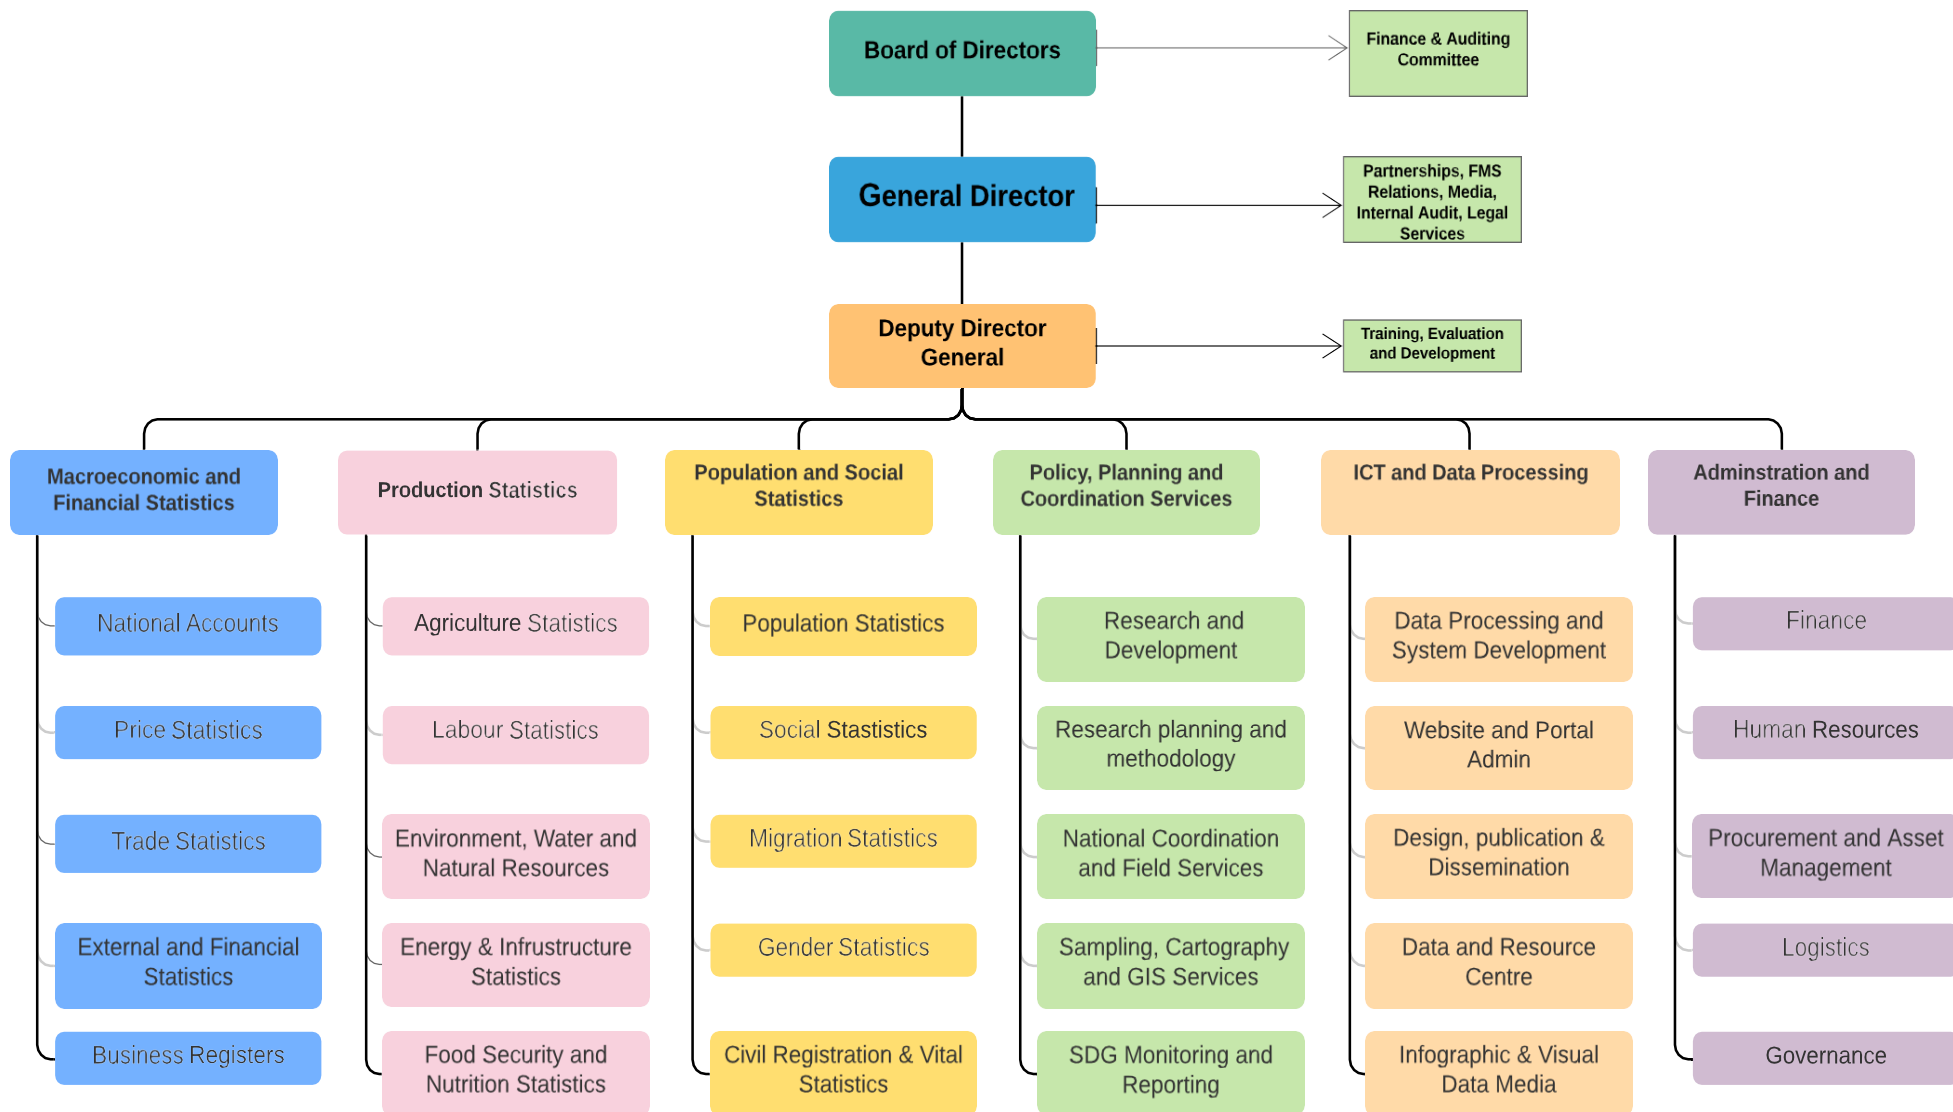 Board of Directors
Finance & Auditing
Committee
General Director
Partnerships, FMS
Relations, Media,
Internal Audit, Legal
Services
Deputy Director
General
Training, Evaluation
and Development
Macroeconomic and
Financial Statistics
National Accounts
Price Statistics
Trade Statistics
External and Financial
Statistics
Business Registers
Production Statistics
Agriculture Statistics
Labour Statistics
Environment, Water and
Natural Resources
Energy & Infrustructure
Statistics
Food Security and
Nutrition Statistics
Population and Social
Statistics
Population Statistics
Social Stastistics
Migration Statistics
Gender Statistics
Civil Registration & Vital
Statistics
Policy, Planning and
Coordination Services
Research and
Development
Research planning and
methodology
National Coordination
and Field Services
Sampling, Cartography
and GIS Services
SDG Monitoring and
Reporting
ICT and Data Processing
Data Processing and
System Development
Website and Portal
Admin
Design, publication &
Dissemination
Data and Resource
Centre
Infographic & Visual
Data Media
Adminstration and
Finance
Finance
Human Resources
Procurement and Asset
Management
Logistics
Governance